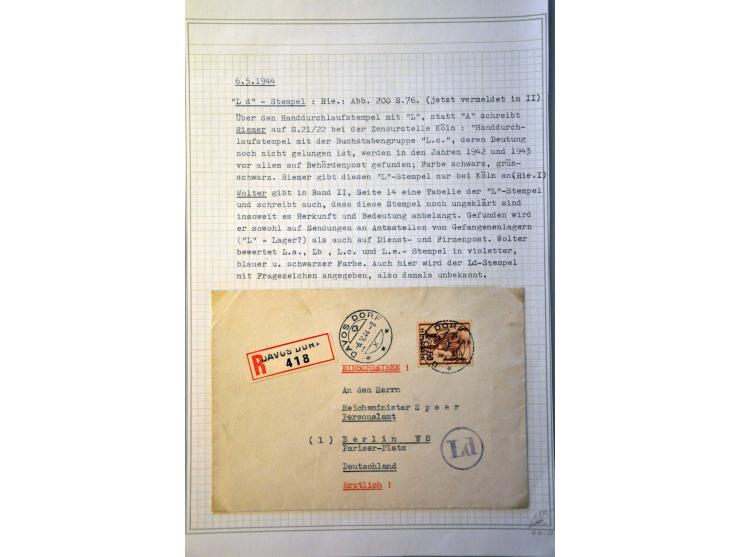 6.5.1944
"L d" - Stempel : Rie.: Abb. 200 S.76. (jetzt vermeldet in II)
Über den Handdurchlaufstempel mit "L", statt "A" schreibt
Riemer auf S.21/22 bei der Zensurstelle Köln : "Handdurch-
laufstempel mit der Buchstabengruppe "L.c.", deren Deutung
noch nicht gelungen ist, werden in den Jahren 1942 und 1943
vor allen auf Behördenpost gefunden; Farbe schwarz, grün-
schwarz. Riemer gibt diesen "L"-Stempel nur bei Köln an(Rie.I)
Wolter gibt in Band II, Seite 14 eine Tabelle der "L"-Stempel
und schreibt auch, dass diese Stempel noch ungeklärt sind
insoweit es Herkunft und Bedeutung anbelangt. Gefunden wird
er sowohl auf Sendungen an Amtsstellen von Gefangenenlagern
("L" = Lager?) als auch auf Dienst- und Firmenpost. Wolter
bewertet L.a., Lb , L.c. und L.e.- Stempel in violetter,
blauer u. schwarzer Farbe. Auch hier wird der Ld-Stempel
mit Fragezeichen angegeben, also damals unbekannt.
DAVOS DORF
R
DAVOS DORF
418
DORF
EINSCHREIBEN !
An den Herrn
Reichsminister S p e e r
Personalamt
(1) B e r l i n W8
Pariser-Platz
Deutschland
Ld
Arztlich !